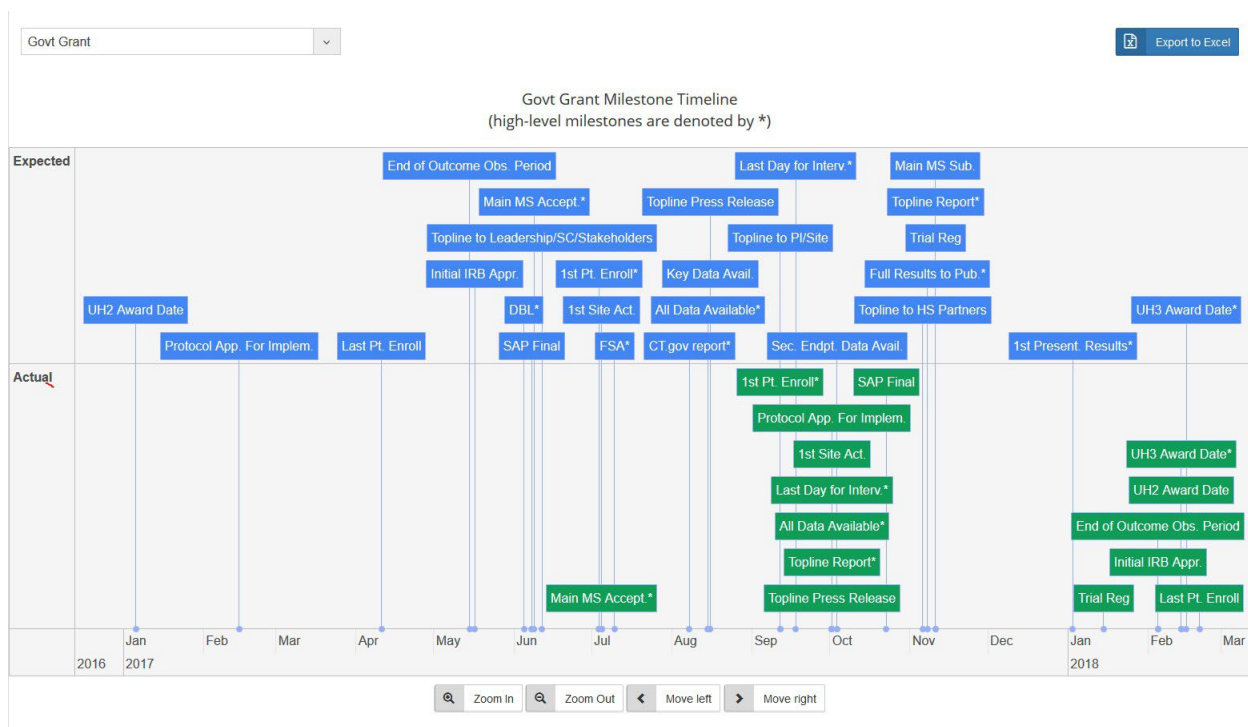 Govt Grant
Export to Excel
Govt Grant Milestone Timeline
(high-level milestones are denoted by *)
Expected
End of Outcome Obs. Period
Last Day for Interv.*
Main MS Sub.
Main MS Accept.*
Topline Press Release
Topline Report*
Topline to Leadership/SC/Stakeholders
Topline to PI/Site
Trial Reg
Initial IRB Appr.
1st Pt. Enroll*
Key Data Avail.
Full Results to Pub.*
UH2 Award Date
DBL*
1st Site Act.
All Data Available*
Topline to HS Partners
UH3 Award Date*
Protocol App. For Implem.
Last Pt. Enroll
SAP Final
FSA*
CT.gov report*
Sec. Endpt. Data Avail.
1st Present. Results*
Actual
1st Pt. Enroll*
SAP Final
Protocol App. For Implem.
1st Site Act.
UH3 Award Date*
Last Day for Interv.*
UH2 Award Date
All Data Available*
End of Outcome Obs. Period
Topline Report*
Initial IRB Appr.
Main MS Accept.*
Topline Press Release
Trial Reg
Last Pt. Enroll
Jan Feb Mar Apr May Jun Jul Aug Sep Oct Nov Dec Jan Feb Mar
2016 2017 2018
Zoom In
Zoom Out
Move left
Move right